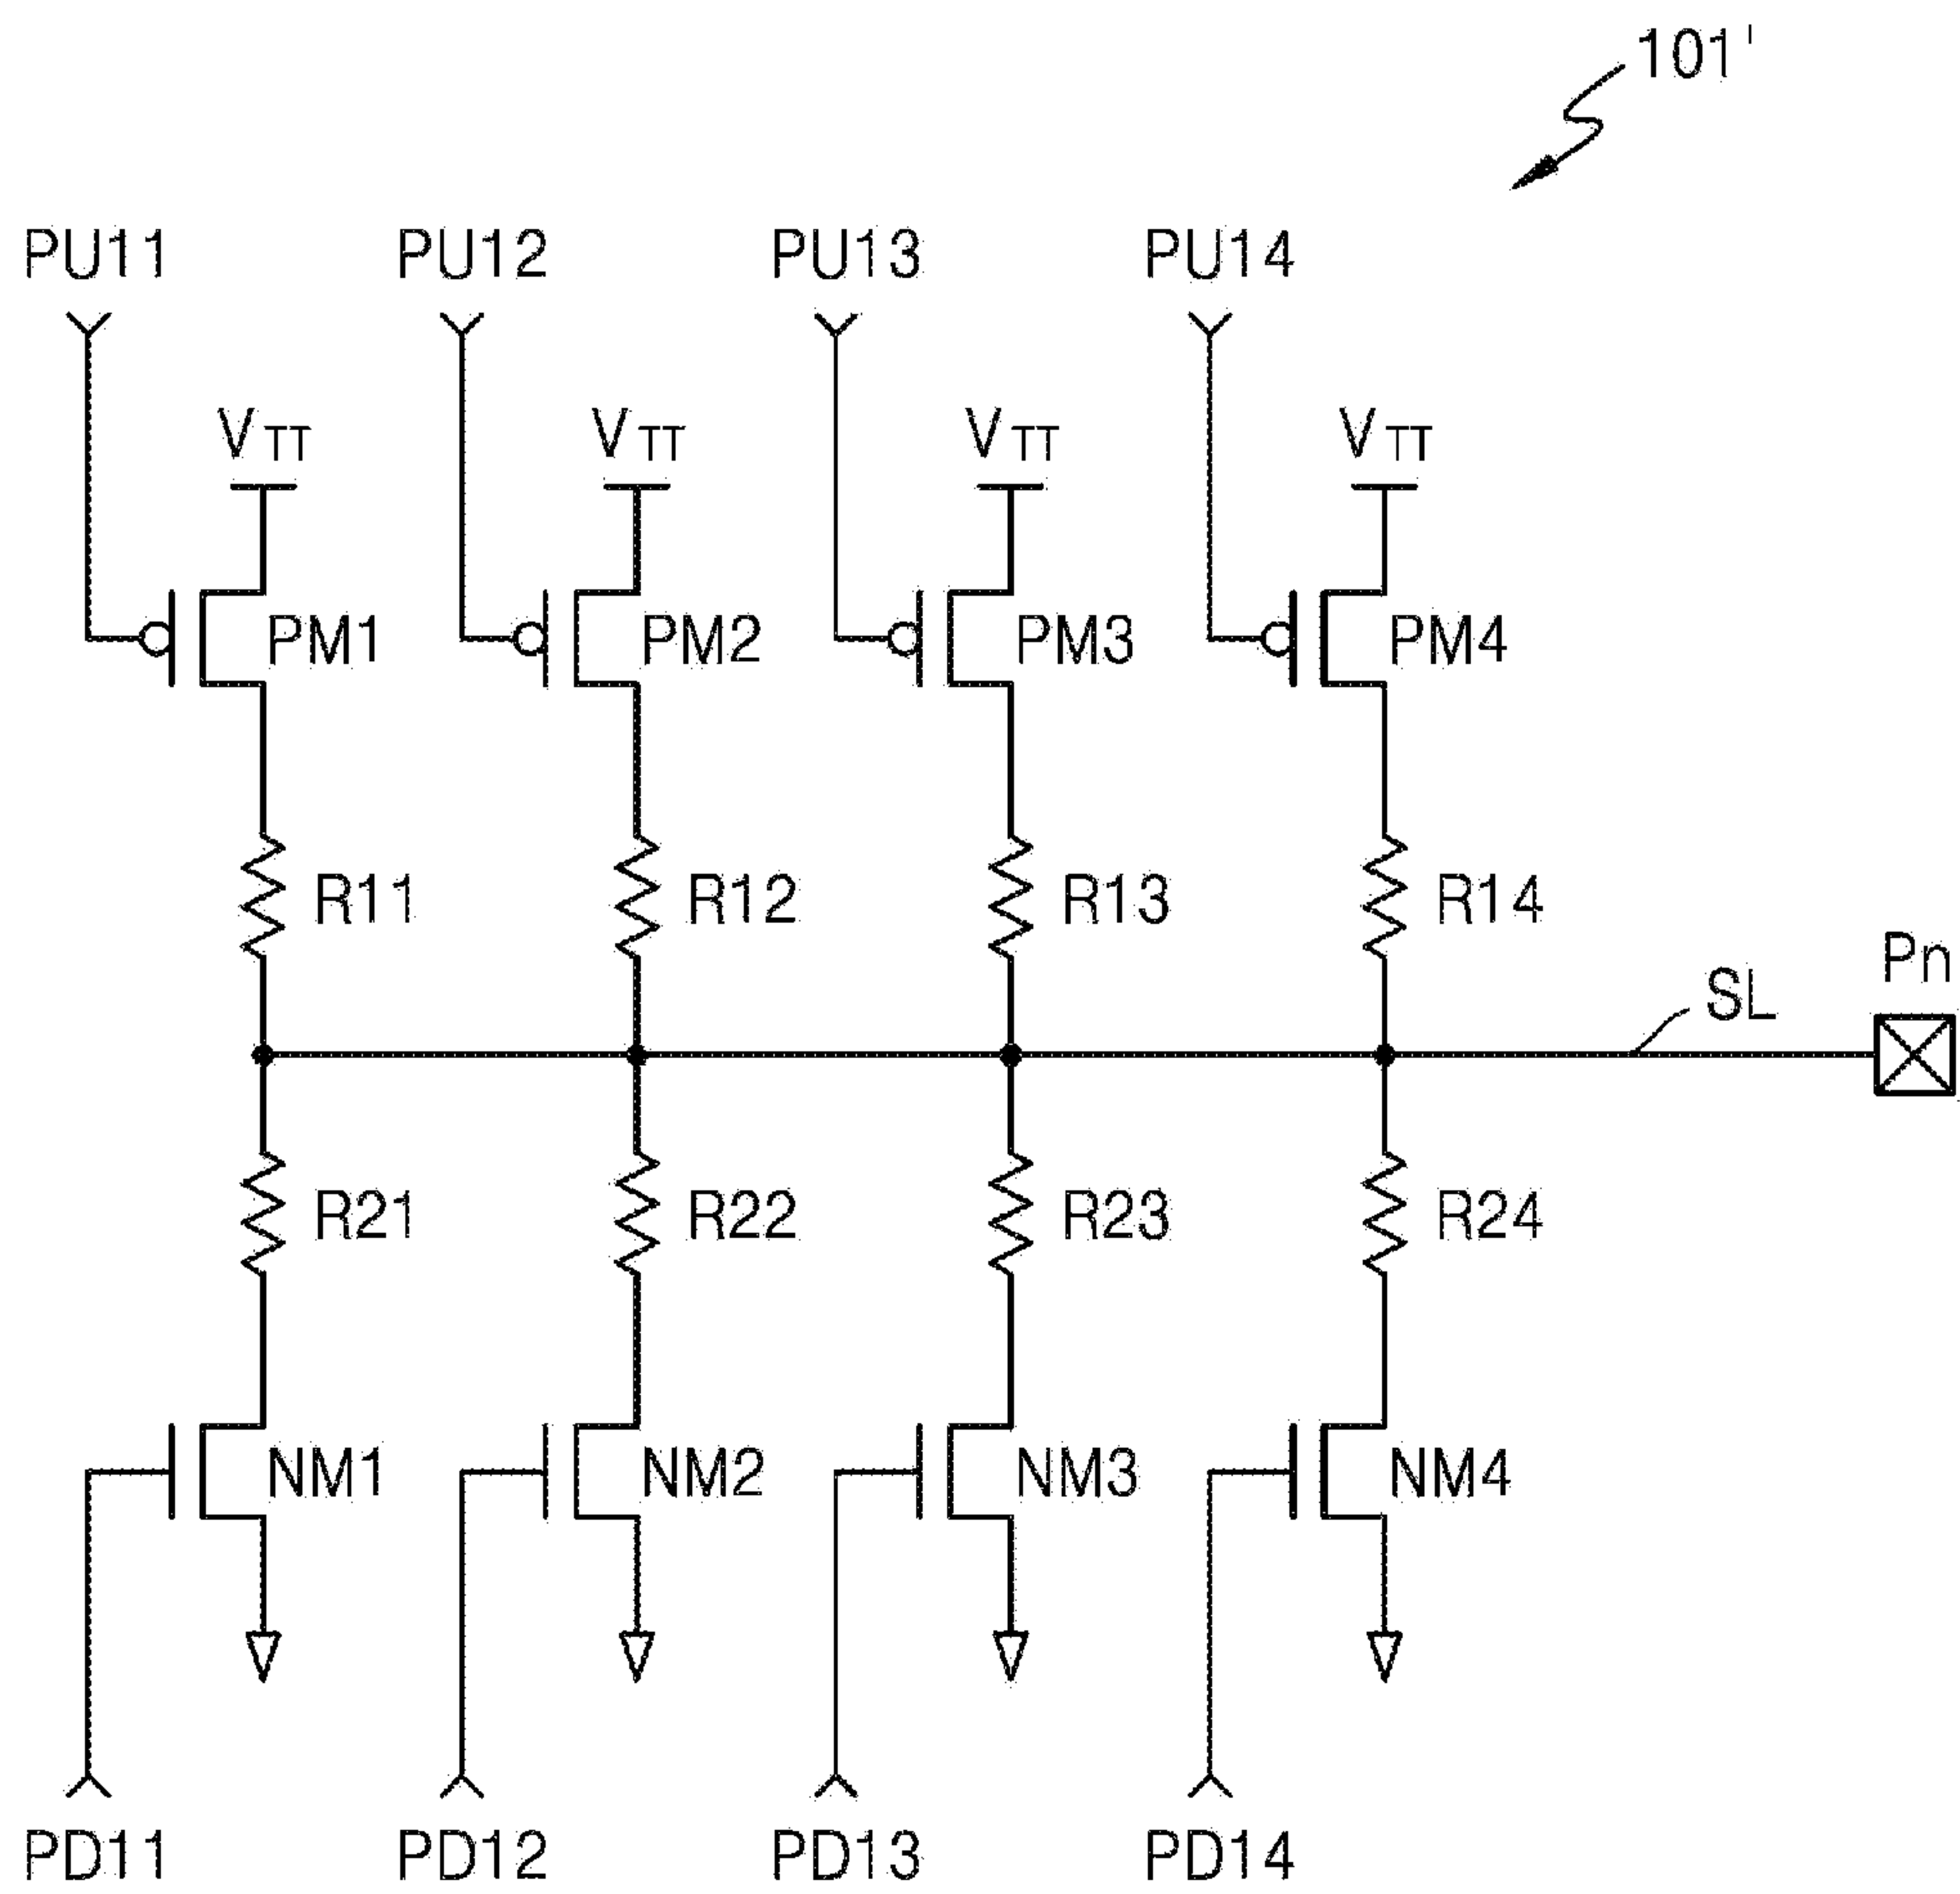 101'
PU11 PU12 PU13 PU14
VTT VTT VTT VTT
PM1 PM2 PM3 PM4
R11 R12 R13 R14
Pn
SL
R21 R22 R23 R24
NM1 NM2 NM3 NM4
PD11 PD12 PD13 PD14